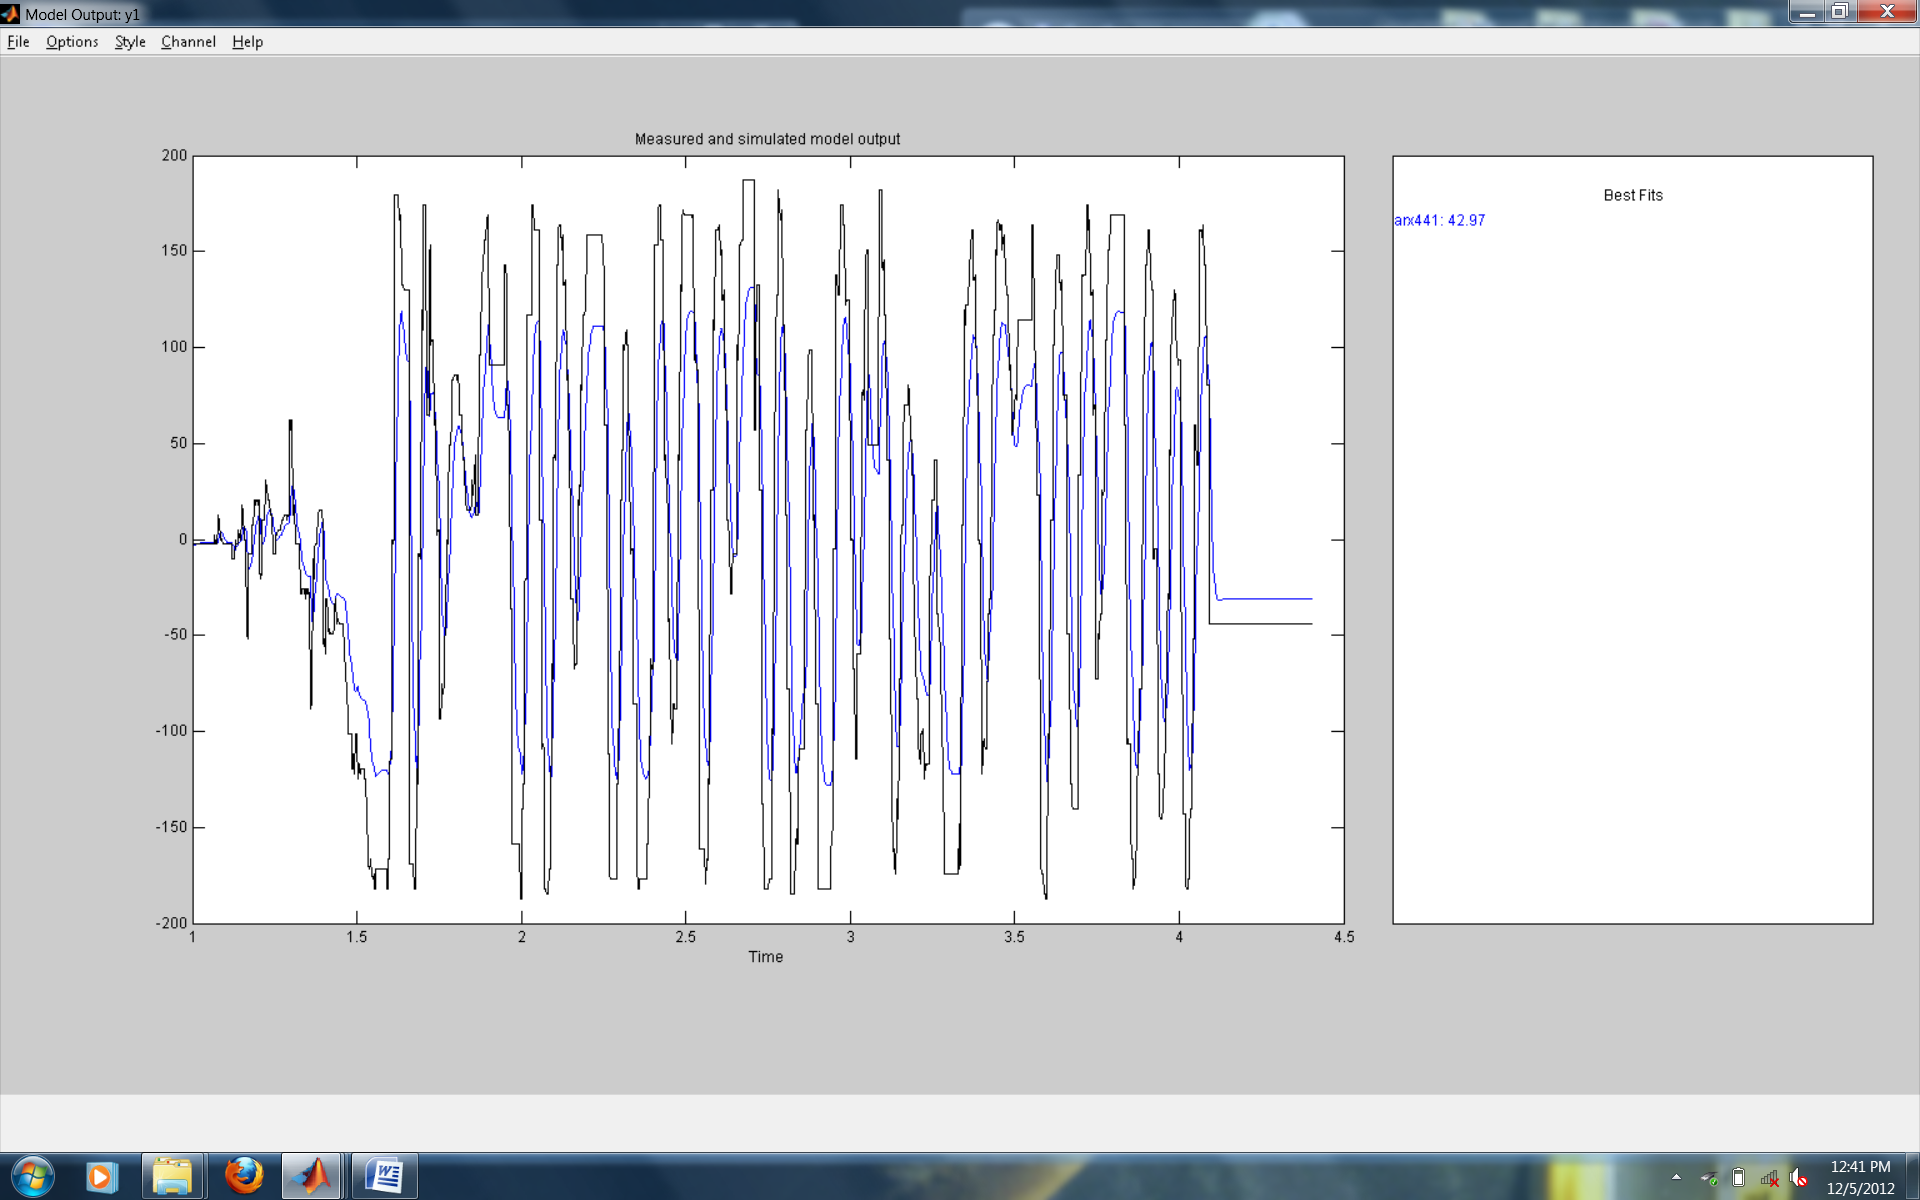 Model Output: y1
File Options Style Channel Help
Measured and simulated model output
200
150
100
50
0
-50
-100
-150
-200
1 1.5 2 2.5 3 3.5 4 4.5
Time
Best Fits
arx441: 42.97
12:41 PM
12/5/2012